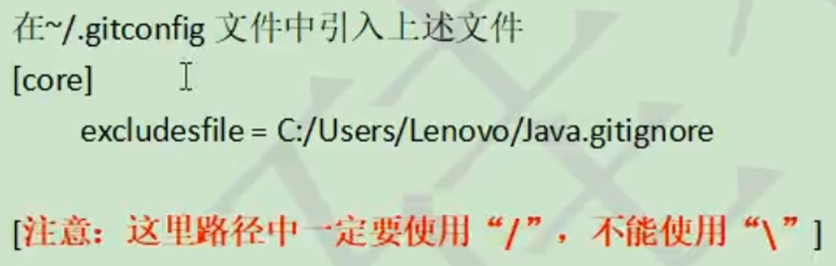 在~/.gitconfig 文件中引入上述文件
[core]
excludesfile = C:/Users/Lenovo/Java.gitignore
[注意：这里路径中一定要使用“/”，不能使用“\”]